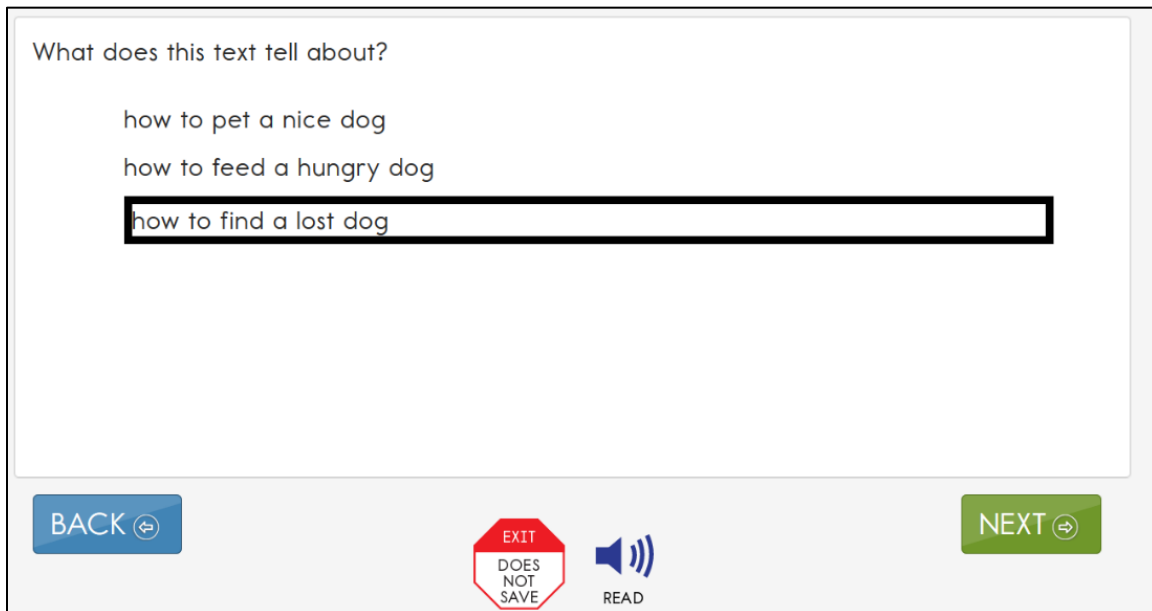 What does this text tell about?
how to pet a nice dog
how to feed a hungry dog
how to find a lost dog
BACK
NEXT
EXIT
DOES
NOT
SAVE
READ